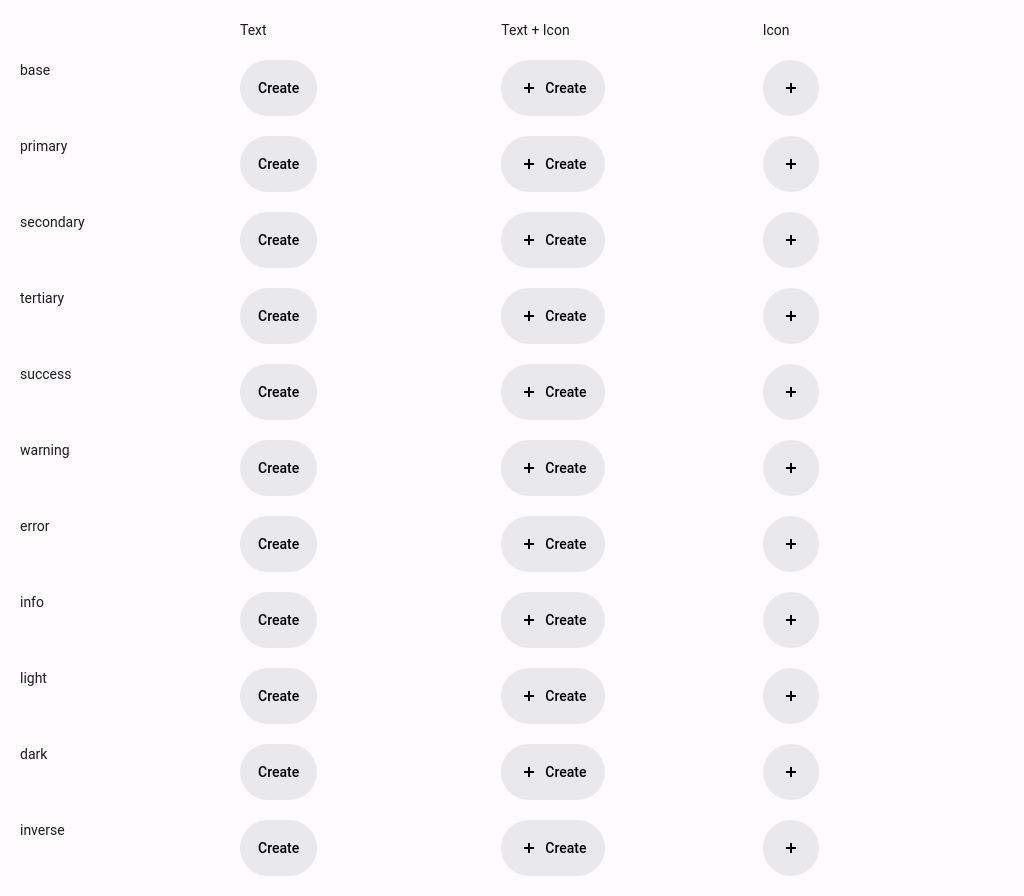 Text Text + Icon Icon
base Create + Create +
primary Create + Create +
secondary Create + Create +
tertiary Create + Create +
success Create + Create +
warning Create + Create +
error Create + Create +
info Create + Create +
light Create + Create +
dark Create + Create +
inverse Create + Create +